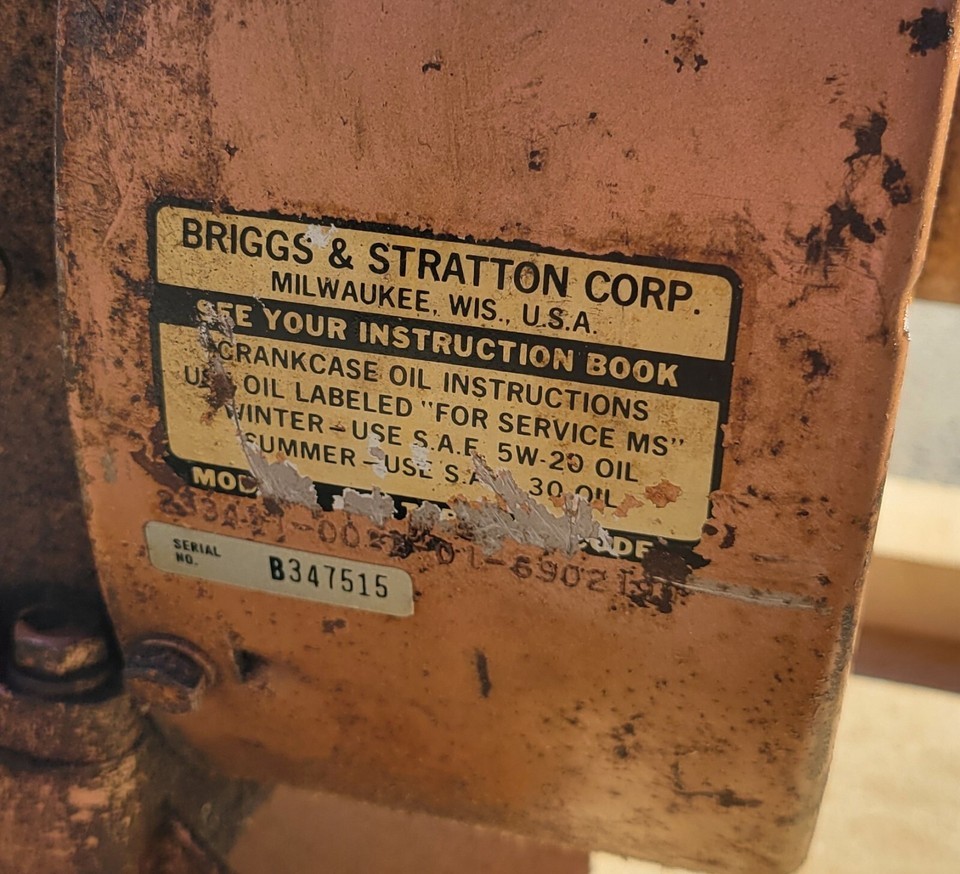 BRIGGS & STRATTON CORP.
MILWAUKEE, WIS., U.S.A.
SEE YOUR INSTRUCTION BOOK
CRANKCASE OIL INSTRUCTIONS
USE OIL LABELED "FOR SERVICE MS"
WINTER-USE S.A.E. 5W-20 OIL
SUMMER-USE S.A. 30 OIL
SERIAL
NO. B347515